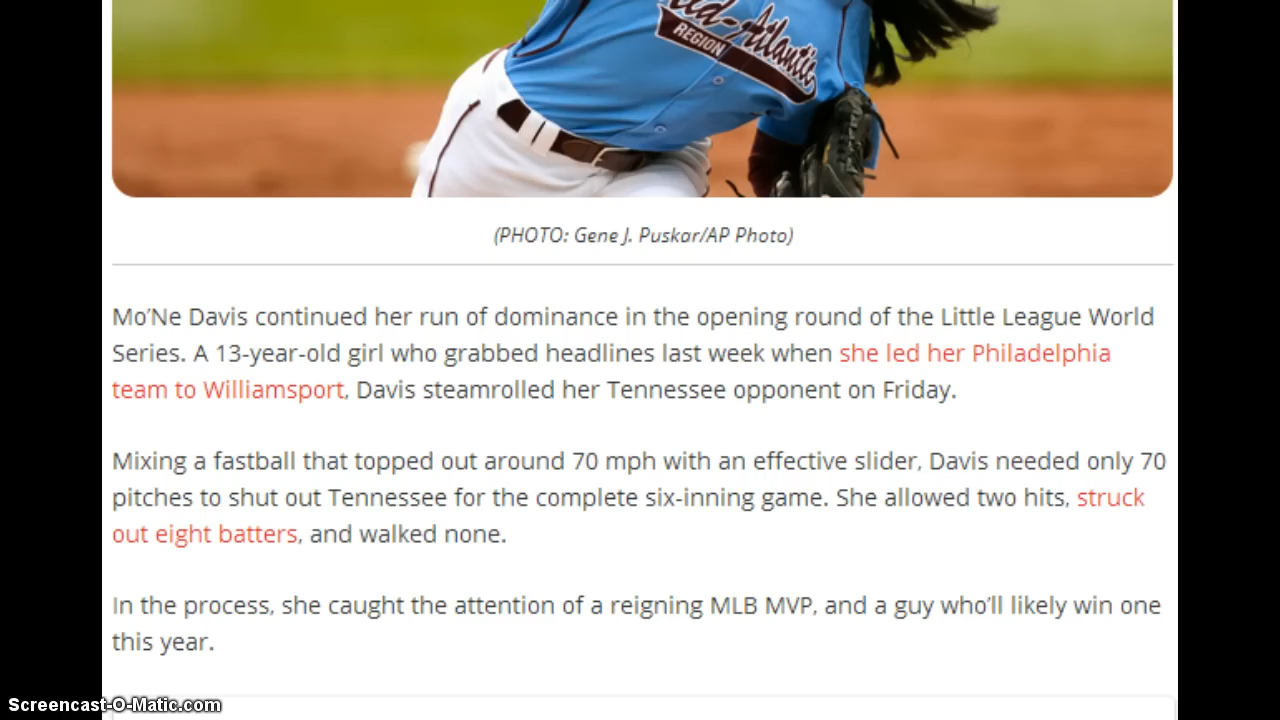 REGION
(PHOTO: Gene J. Puskar/AP Photo)
Mo’Ne Davis continued her run of dominance in the opening round of the Little League World
Series. A 13-year-old girl who grabbed headlines last week when she led her Philadelphia
team to Williamsport, Davis steamrolled her Tennessee opponent on Friday.
Mixing a fastball that topped out around 70 mph with an effective slider, Davis needed only 70
pitches to shut out Tennessee for the complete six-inning game. She allowed two hits, struck
out eight batters, and walked none.
In the process, she caught the attention of a reigning MLB MVP, and a guy who’ll likely win one
this year.
Screencast-O-Matic.com